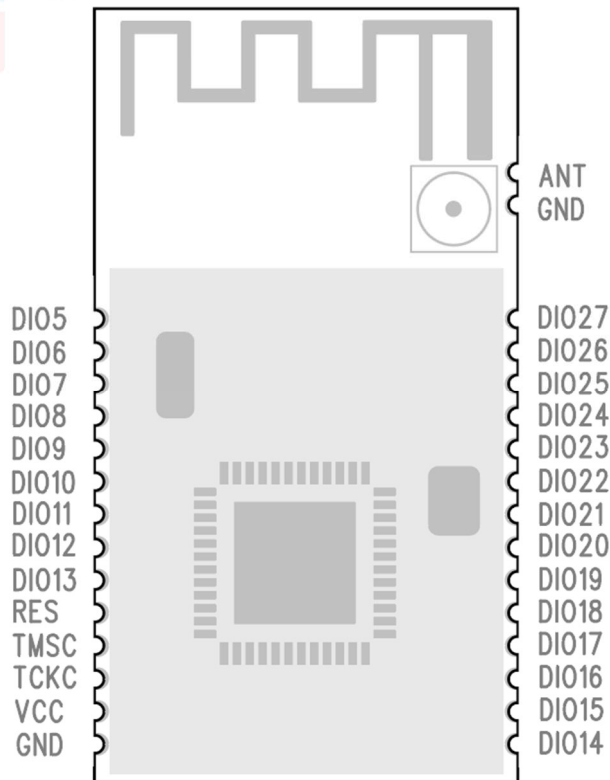 ANT
GND
DIO5
DIO6
DIO7
DIO8
DIO9
DIO10
DIO11
DIO12
DIO13
RES
TMSC
TCKC
VCC
GND
DIO27
DIO26
DIO25
DIO24
DIO23
DIO22
DIO21
DIO20
DIO19
DIO18
DIO17
DIO16
DIO15
DIO14